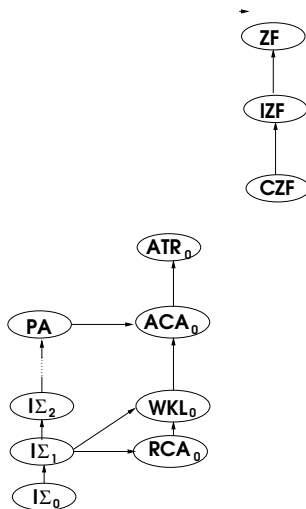 ZF
IZF
CZF
ATR₀
PA ACA₀
IΣ₂ WKL₀
IΣ₁ RCA₀
IΣ₀